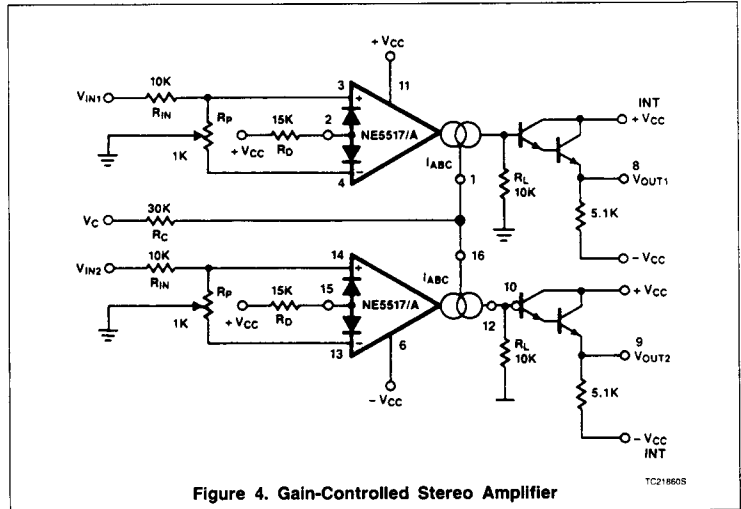 +VCC
10K
VIN1
RIN
3
+
11
RP
15K
2
NE5517/A
+VCC
RD
1K
4
−
IABC
1
INT
+VCC
8
VOUT1
RL
10K
5.1K
−VCC
VC
30K
RC
16
10K
VIN2
RIN
14
+
IABC
RP
15K
15
NE5517/A
+VCC
RD
1K
13
−
6
−VCC
12
10
+VCC
9
VOUT2
RL
10K
5.1K
−VCC
INT
TC21860S
Figure 4. Gain-Controlled Stereo Amplifier